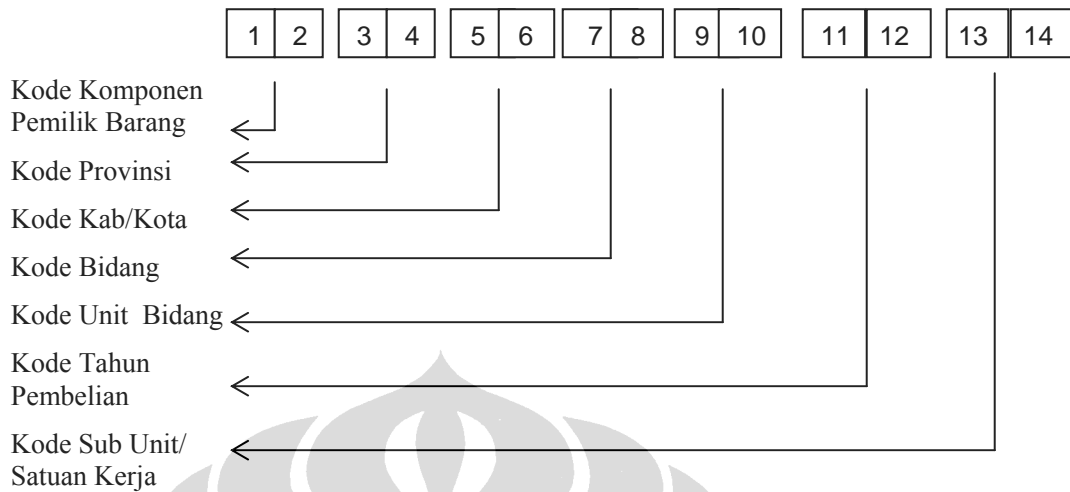 1 2 3 4 5 6 7 8 9 10 11 12 13 14
Kode Komponen
Pemilik Barang
Kode Provinsi
Kode Kab/Kota
Kode Bidang
Kode Unit Bidang
Kode Tahun
Pembelian
Kode Sub Unit/
Satuan Kerja